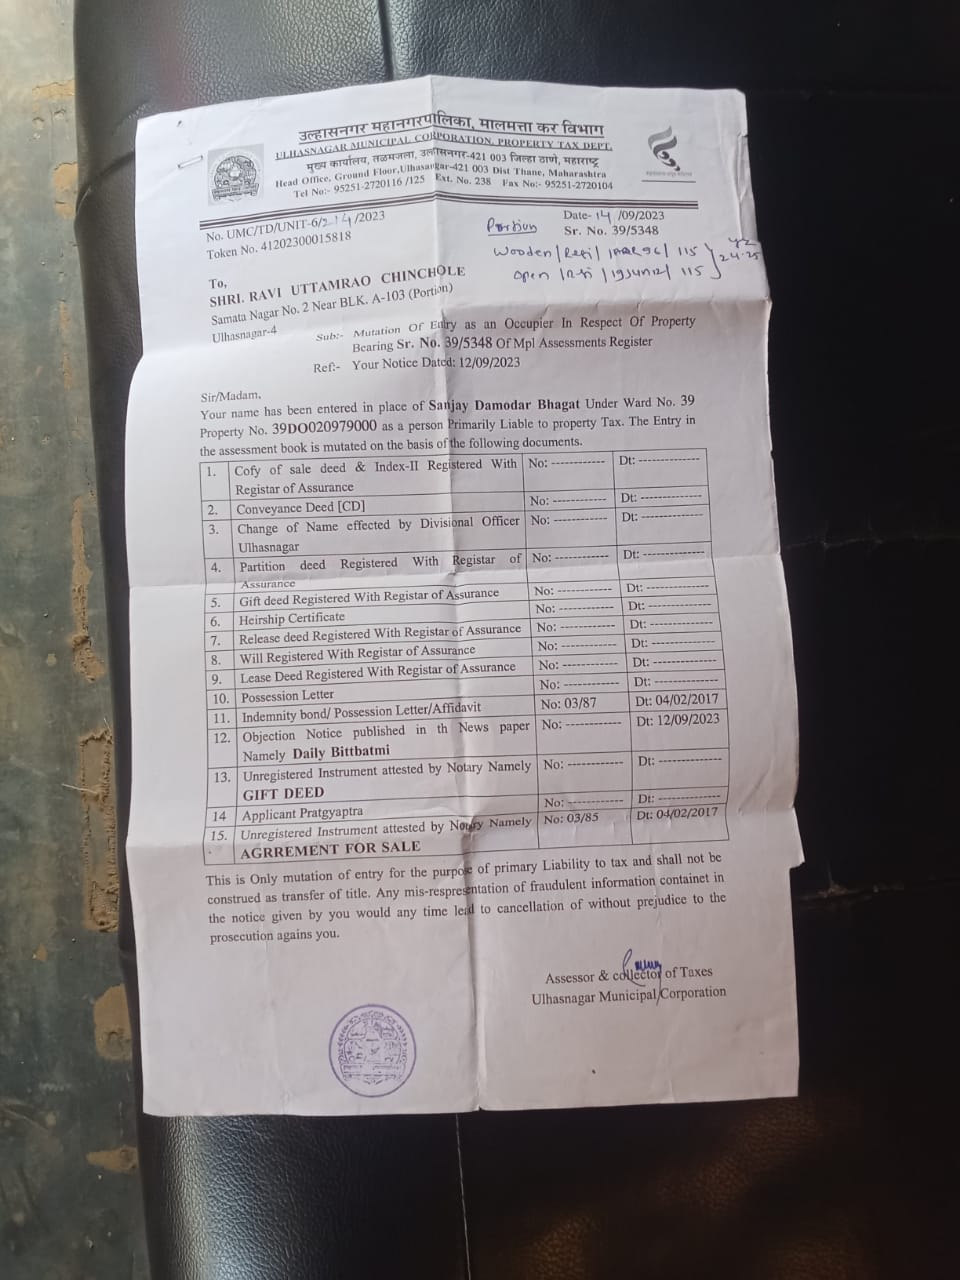 उल्हासनगर महानगरपालिका, मालमत्ता कर विभाग
ULHASNAGAR MUNICIPAL CORPORATION, PROPERTY TAX DEPT.
मुख्य कार्यालय, तळमजला, उल्हासनगर-421 003 जिल्हा ठाणे, महाराष्ट्र
Head Office, Ground Floor,Ulhasnagar-421 003 Dist Thane, Maharashtra
Tel No:- 95251-2720116 /125 Ext. No. 238 Fax No:- 95251-2720104
No. UMC/TD/UNIT-6/214/2023
Date- 14 /09/2023
Token No. 41202300015818
Portion
Sr. No. 39/5348
Wooden / Resi / / 115
open / / / 115
24-25
To,
SHRI. RAVI UTTAMRAO CHINCHOLE
Samata Nagar No. 2 Near BLK. A-103 (Portion)
Ulhasnagar-4
Sub:- Mutation Of Entry as an Occupier In Respect Of Property
Bearing Sr. No. 39/5348 Of Mpl Assessments Register
Ref:- Your Notice Dated: 12/09/2023
Sir/Madam,
Your name has been entered in place of Sanjay Damodar Bhagat Under Ward No. 39
Property No. 39DO020979000 as a person Primarily Liable to property Tax. The Entry in
the assessment book is mutated on the basis of the following documents.
1. Cofy of sale deed & Index-II Registered With No: ------------ Dt: --------------
Registar of Assurance
2. Conveyance Deed [CD] No: ------------ Dt: --------------
3. Change of Name effected by Divisional Officer No: ------------ Dt: --------------
Ulhasnagar
4. Partition deed Registered With Registar of No: ------------ Dt: --------------
Assurance
5. Gift deed Registered With Registar of Assurance No: ------------ Dt: --------------
6. Heirship Certificate No: ------------ Dt: --------------
7. Release deed Registered With Registar of Assurance No: ------------ Dt: --------------
8. Will Registered With Registar of Assurance No: ------------ Dt: --------------
9. Lease Deed Registered With Registar of Assurance No: ------------ Dt: --------------
10. Possession Letter No: ------------ Dt: --------------
11. Indemnity bond/ Possession Letter/Affidavit No: 03/87 Dt: 04/02/2017
12. Objection Notice published in th News paper No: ------------ Dt: 12/09/2023
Namely Daily Bittbatmi
13. Unregistered Instrument attested by Notary Namely No: ------------ Dt: --------------
GIFT DEED
14 Applicant Pratgyaptra No: ------------ Dt: --------------
15. Unregistered Instrument attested by Notry Namely No: 03/85 Dt: 04/02/2017
AGRREMENT FOR SALE
This is Only mutation of entry for the purpose of primary Liability to tax and shall not be
construed as transfer of title. Any mis-respresentation of fraudulent information containet in
the notice given by you would any time lead to cancellation of without prejudice to the
prosecution agains you.
Assessor & collector of Taxes
Ulhasnagar Municipal Corporation